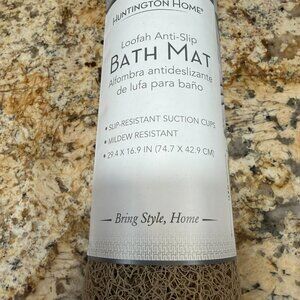 HUNTINGTON HOME®
Loofah Anti-Slip
BATH MAT
Alfombra antideslizante
de lufa para baño
• SLIP-RESISTANT SUCTION CUPS
• MILDEW RESISTANT
• 29.4 X 16.9 IN (74.7 X 42.9 CM)
Bring Style, Home